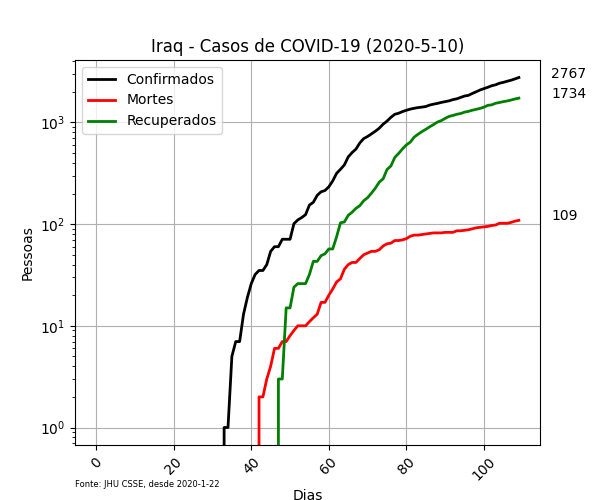 Iraq - Casos de COVID-19 (2020-5-10)
Confirmados
Mortes
Recuperados
2767
1734
109
10³
10²
10¹
10⁰
Pessoas
0
20
40
60
80
100
Dias
Fonte: JHU CSSE, desde 2020-1-22